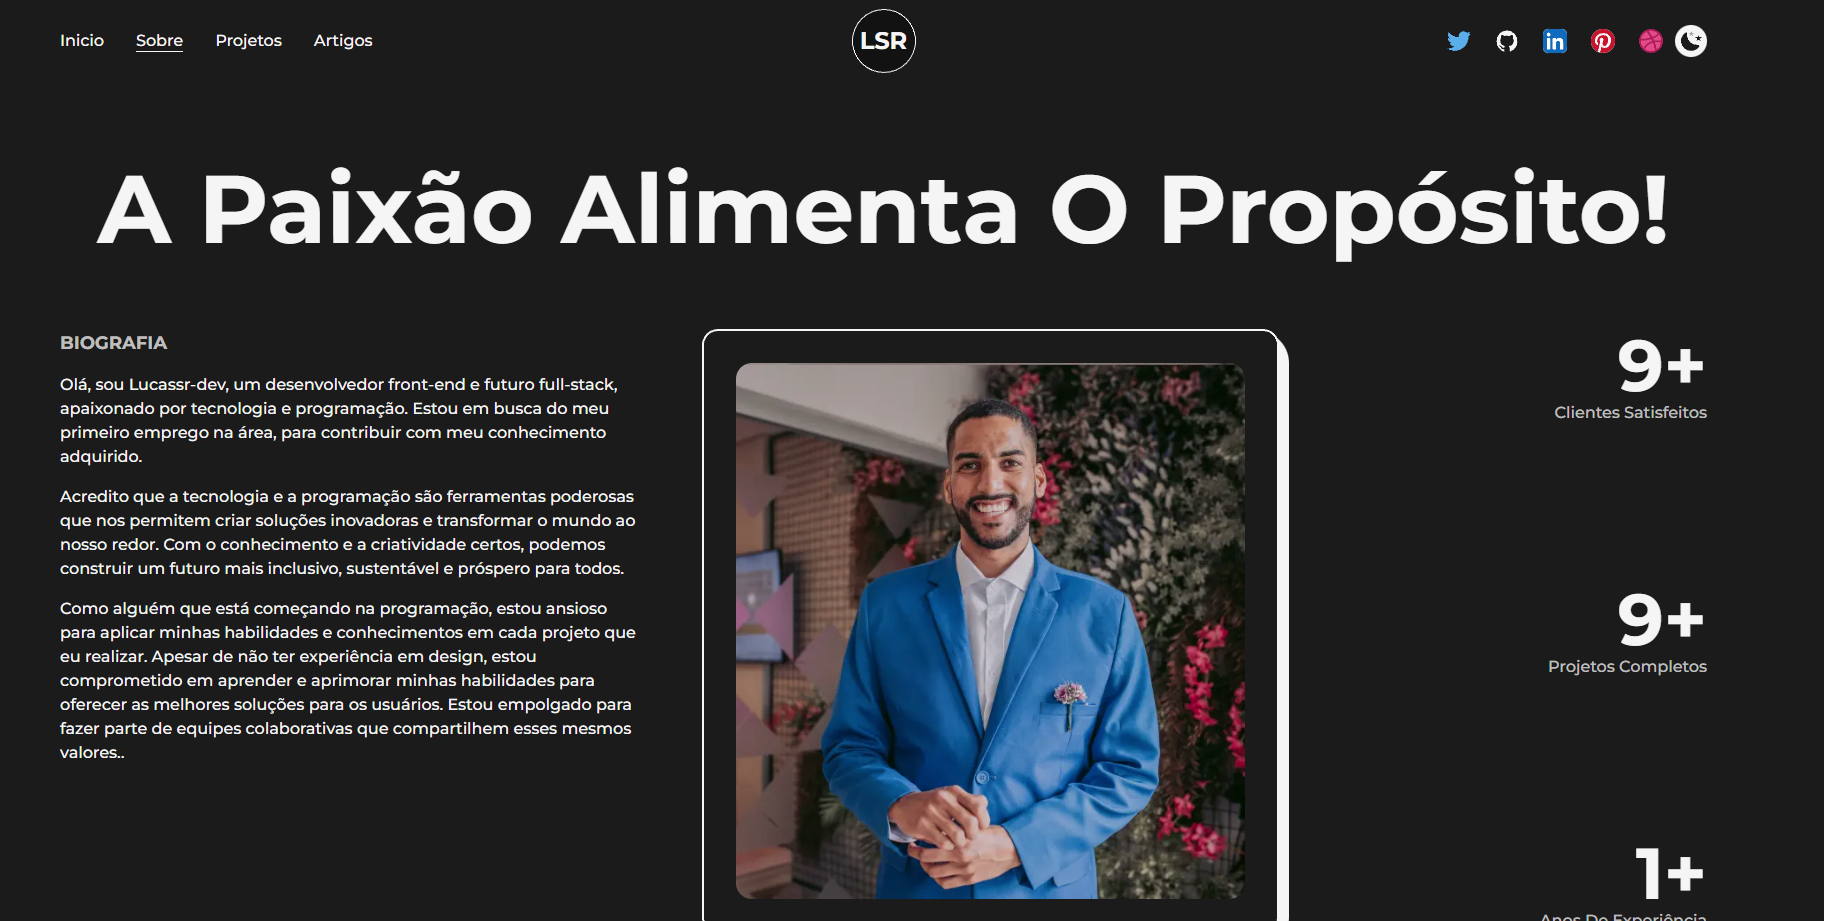 Inicio Sobre Projetos Artigos
LSR
A Paixão Alimenta O Propósito!
BIOGRAFIA
Olá, sou Lucassr-dev, um desenvolvedor front-end e futuro full-stack,
apaixonado por tecnologia e programação. Estou em busca do meu
primeiro emprego na área, para contribuir com meu conhecimento
adquirido.
Acredito que a tecnologia e a programação são ferramentas poderosas
que nos permitem criar soluções inovadoras e transformar o mundo ao
nosso redor. Com o conhecimento e a criatividade certos, podemos
construir um futuro mais inclusivo, sustentável e próspero para todos.
Como alguém que está começando na programação, estou ansioso
para aplicar minhas habilidades e conhecimentos em cada projeto que
eu realizar. Apesar de não ter experiência em design, estou
comprometido em aprender e aprimorar minhas habilidades para
oferecer as melhores soluções para os usuários. Estou empolgado para
fazer parte de equipes colaborativas que compartilhem esses mesmos
valores..
9+
Clientes Satisfeitos
9+
Projetos Completos
1+
Anos De Experiência